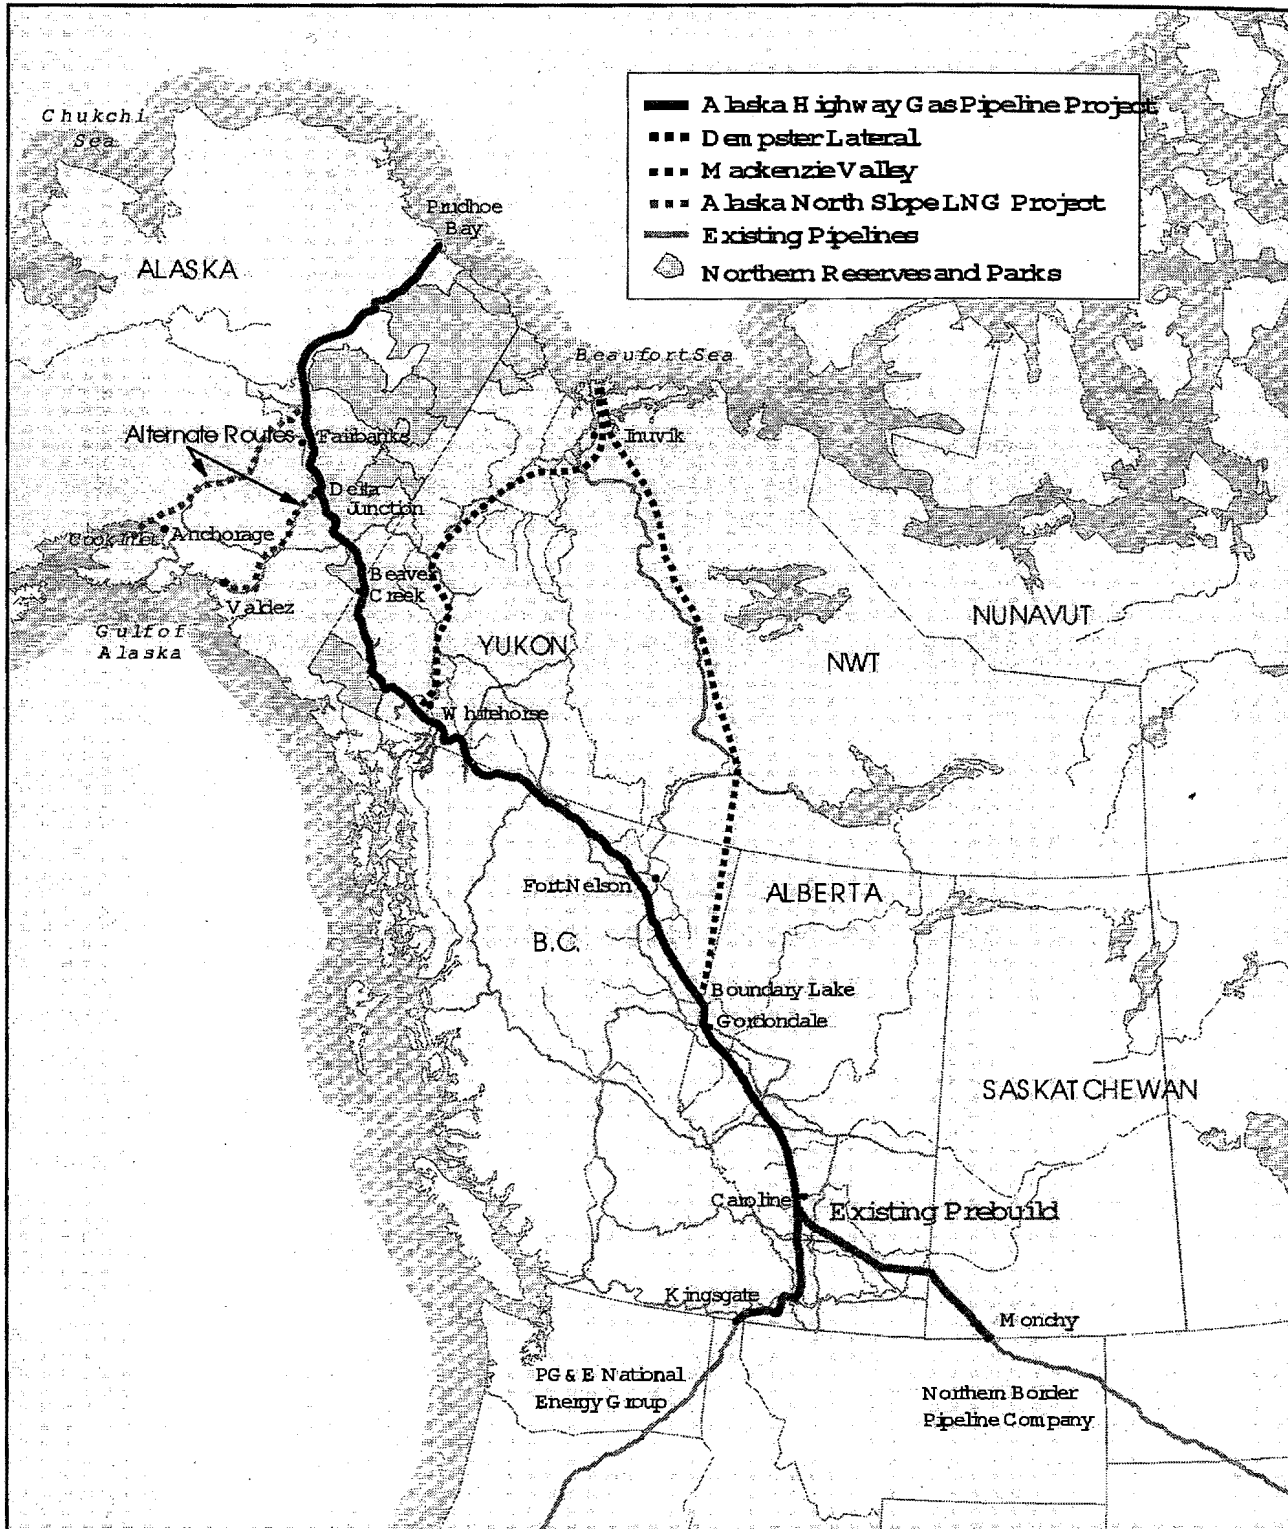 Alaska Highway Gas Pipeline Project
Dempster Lateral
Mackenzie Valley
Alaska North Slope LNG Project
Existing Pipelines
Northern Reserves and Parks
Chukchi
Sea
Prudhoe
Bay
ALASKA
Beaufort Sea
Inuvik
Alternate Routes
Fairbanks
Delta
Junction
Cook Inlet
Anchorage
Beaver
Creek
Valdez
Gulf of
Alaska
YUKON
NWT
NUNAVUT
Whitehorse
Fort Nelson
ALBERTA
B.C.
Boundary Lake
Gordondale
SASKATCHEWAN
Caroline
Existing Prebuild
Kingsgate
Monchy
PG & E National
Energy Group
Northern Border
Pipeline Company